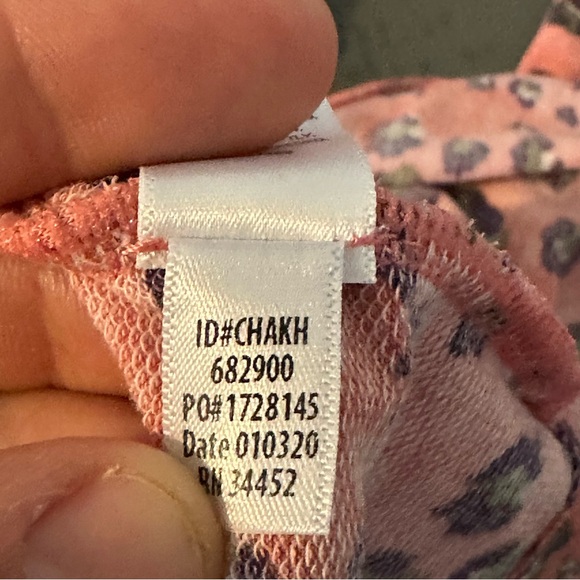 ID#CHAKH
682900
PO#1728145
Date 010320
RN 34452